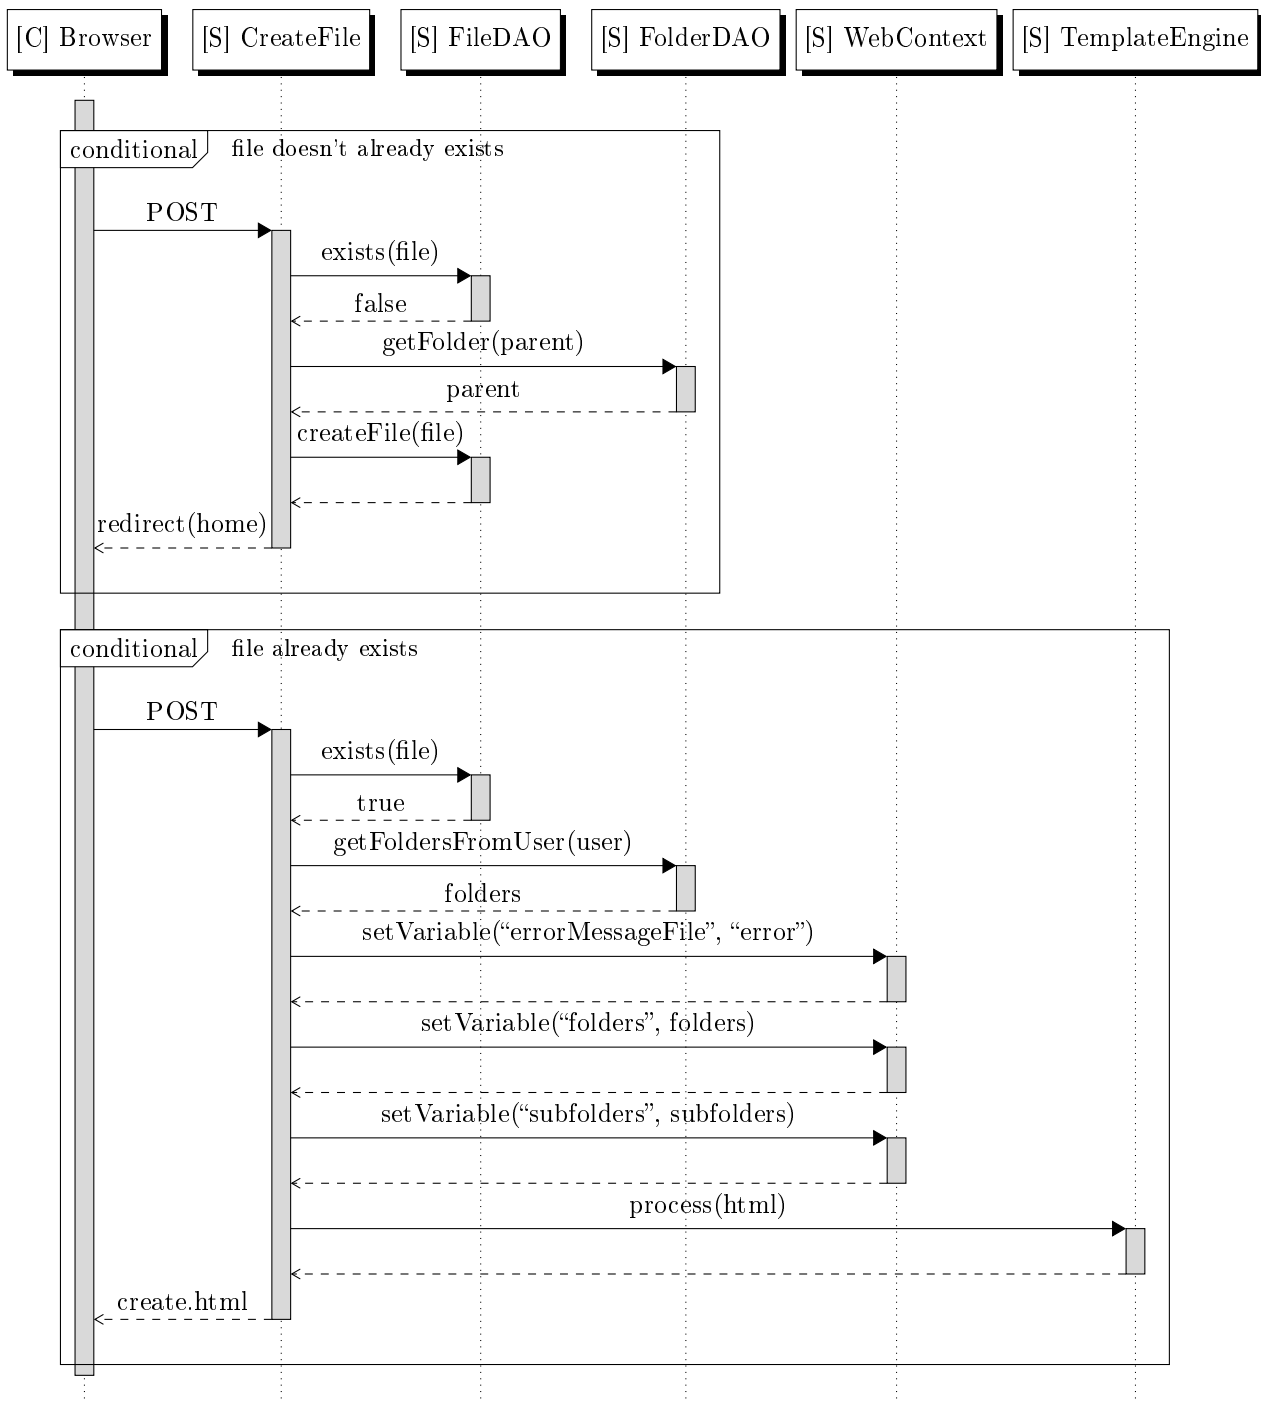 [C] Browser
[S] CreateFile
[S] FileDAO
[S] FolderDAO
[S] WebContext
[S] TemplateEngine
conditional
file doesn't already exists
POST
exists(file)
false
getFolder(parent)
parent
createFile(file)
redirect(home)
conditional
file already exists
POST
exists(file)
true
getFoldersFromUser(user)
folders
setVariable(“errorMessageFile”, “error”)
setVariable(“folders”, folders)
setVariable(“subfolders”, subfolders)
process(html)
create.html